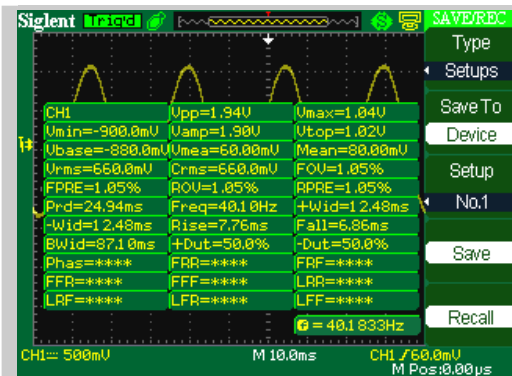 Siglent Trig'd SAVE/REC
Type
Setups
Save To
Device
Setup
No.1
Save
Recall
CH1 Vpp=1.94V Vmax=1.04V
Vmin=-900.0mV Vamp=1.90V Vtop=1.02V
Vbase=-880.0mV Vmea=60.00mV Mean=80.00mV
Vrms=660.0mV Crms=660.0mV FOV=1.05%
FPRE=1.05% ROV=1.05% RPRE=1.05%
Prd=24.94ms Freq=40.10Hz +Wid=12.48ms
-Wid=12.48ms Rise=7.76ms Fall=6.86ms
BWid=87.10ms +Dut=50.0% -Dut=50.0%
Phas=**** FRR=**** FRF=****
FFR=**** FFF=**** LRR=****
LRF=**** LFR=**** LFF=****
= 40.1833Hz
CH1 500mV M 10.0ms CH1 60.0mV
M Pos:0.00µs